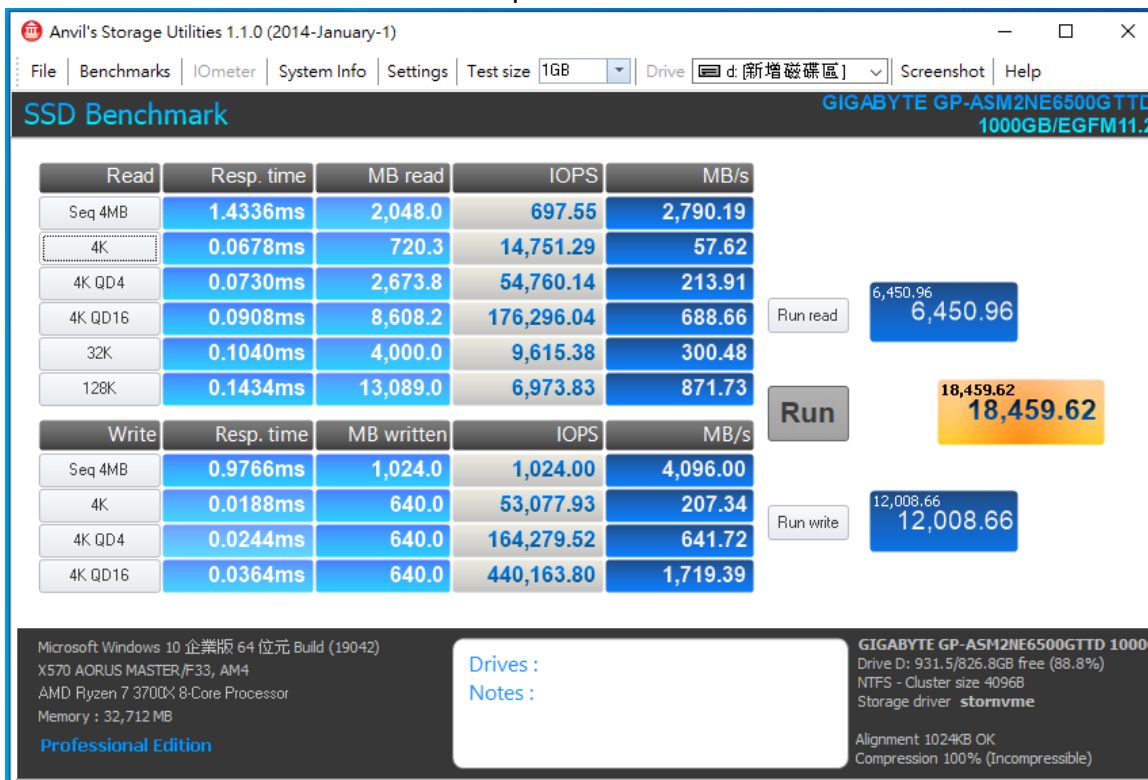 Anvil's Storage Utilities 1.1.0 (2014-January-1)
File Benchmarks IOmeter System Info Settings Test size 1GB Drive d: [新增磁碟區] Screenshot Help
SSD Benchmark
GIGABYTE GP-ASM2NE6500GTTD
1000GB/EGFM11.2
Read Resp. time MB read IOPS MB/s
Seq 4MB 1.4336ms 2,048.0 697.55 2,790.19
4K 0.0678ms 720.3 14,751.29 57.62
4K QD4 0.0730ms 2,673.8 54,760.14 213.91
4K QD16 0.0908ms 8,608.2 176,296.04 688.66
32K 0.1040ms 4,000.0 9,615.38 300.48
128K 0.1434ms 13,089.0 6,973.83 871.73
Run read
6,450.96
6,450.96
Run
18,459.62
18,459.62
Write Resp. time MB written IOPS MB/s
Seq 4MB 0.9766ms 1,024.0 1,024.00 4,096.00
4K 0.0188ms 640.0 53,077.93 207.34
4K QD4 0.0244ms 640.0 164,279.52 641.72
4K QD16 0.0364ms 640.0 440,163.80 1,719.39
Run write
12,008.66
12,008.66
Microsoft Windows 10 企業版 64 位元 Build (19042)
X570 AORUS MASTER/F33, AM4
AMD Ryzen 7 3700X 8-Core Processor
Memory : 32,712 MB
Professional Edition
Drives :
Notes :
GIGABYTE GP-ASM2NE6500GTTD 1000
Drive D: 931.5/826.8GB free (88.8%)
NTFS - Cluster size 4096B
Storage driver stornvme
Alignment 1024KB OK
Compression 100% (Incompressible)